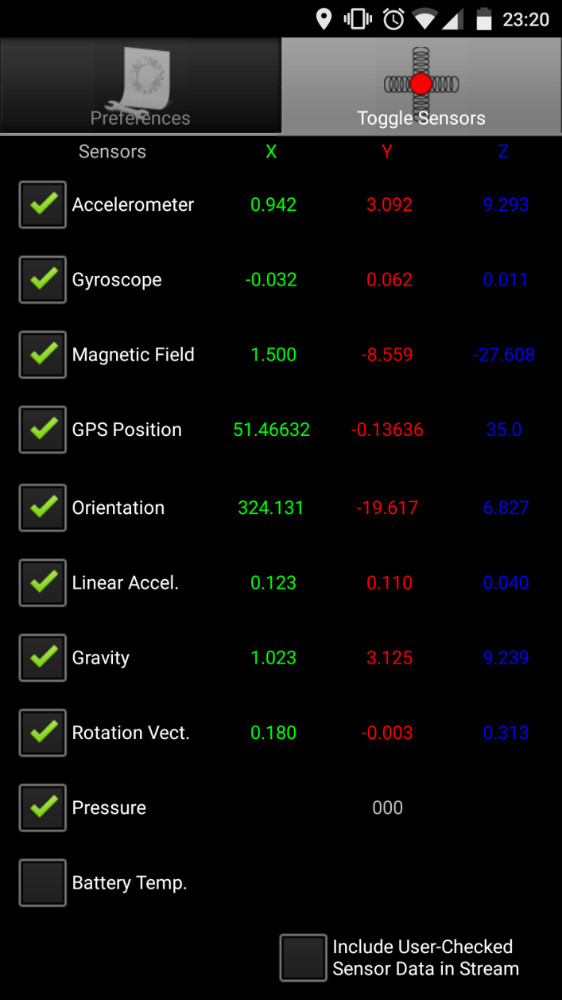 23:20
Preferences Toggle Sensors
Sensors X Y Z
Accelerometer 0.942 3.092 9.293
Gyroscope -0.032 0.062 0.011
Magnetic Field 1.500 -8.559 -27.608
GPS Position 51.46632 -0.13636 35.0
Orientation 324.131 -19.617 6.827
Linear Accel. 0.123 0.110 0.040
Gravity 1.023 3.125 9.239
Rotation Vect. 0.180 -0.003 0.313
Pressure 000
Battery Temp.
Include User-Checked
Sensor Data in Stream